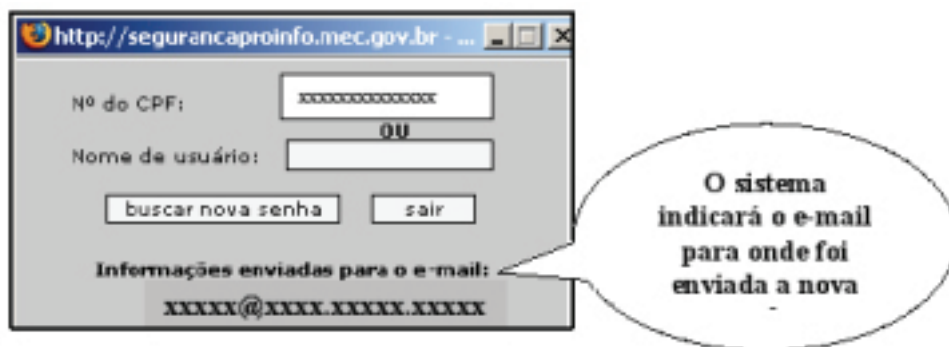 http://segurancaproinfo.mec.gov.br - ...
Nº do CPF:
xxxxxxxxxxxxxxx
OU
Nome de usuário:
buscar nova senha
sair
Informações enviadas para o e-mail:
xxxxx@xxxx.xxxxx.xxxxx
O sistema
indicará o e-mail
para onde foi
enviada a nova